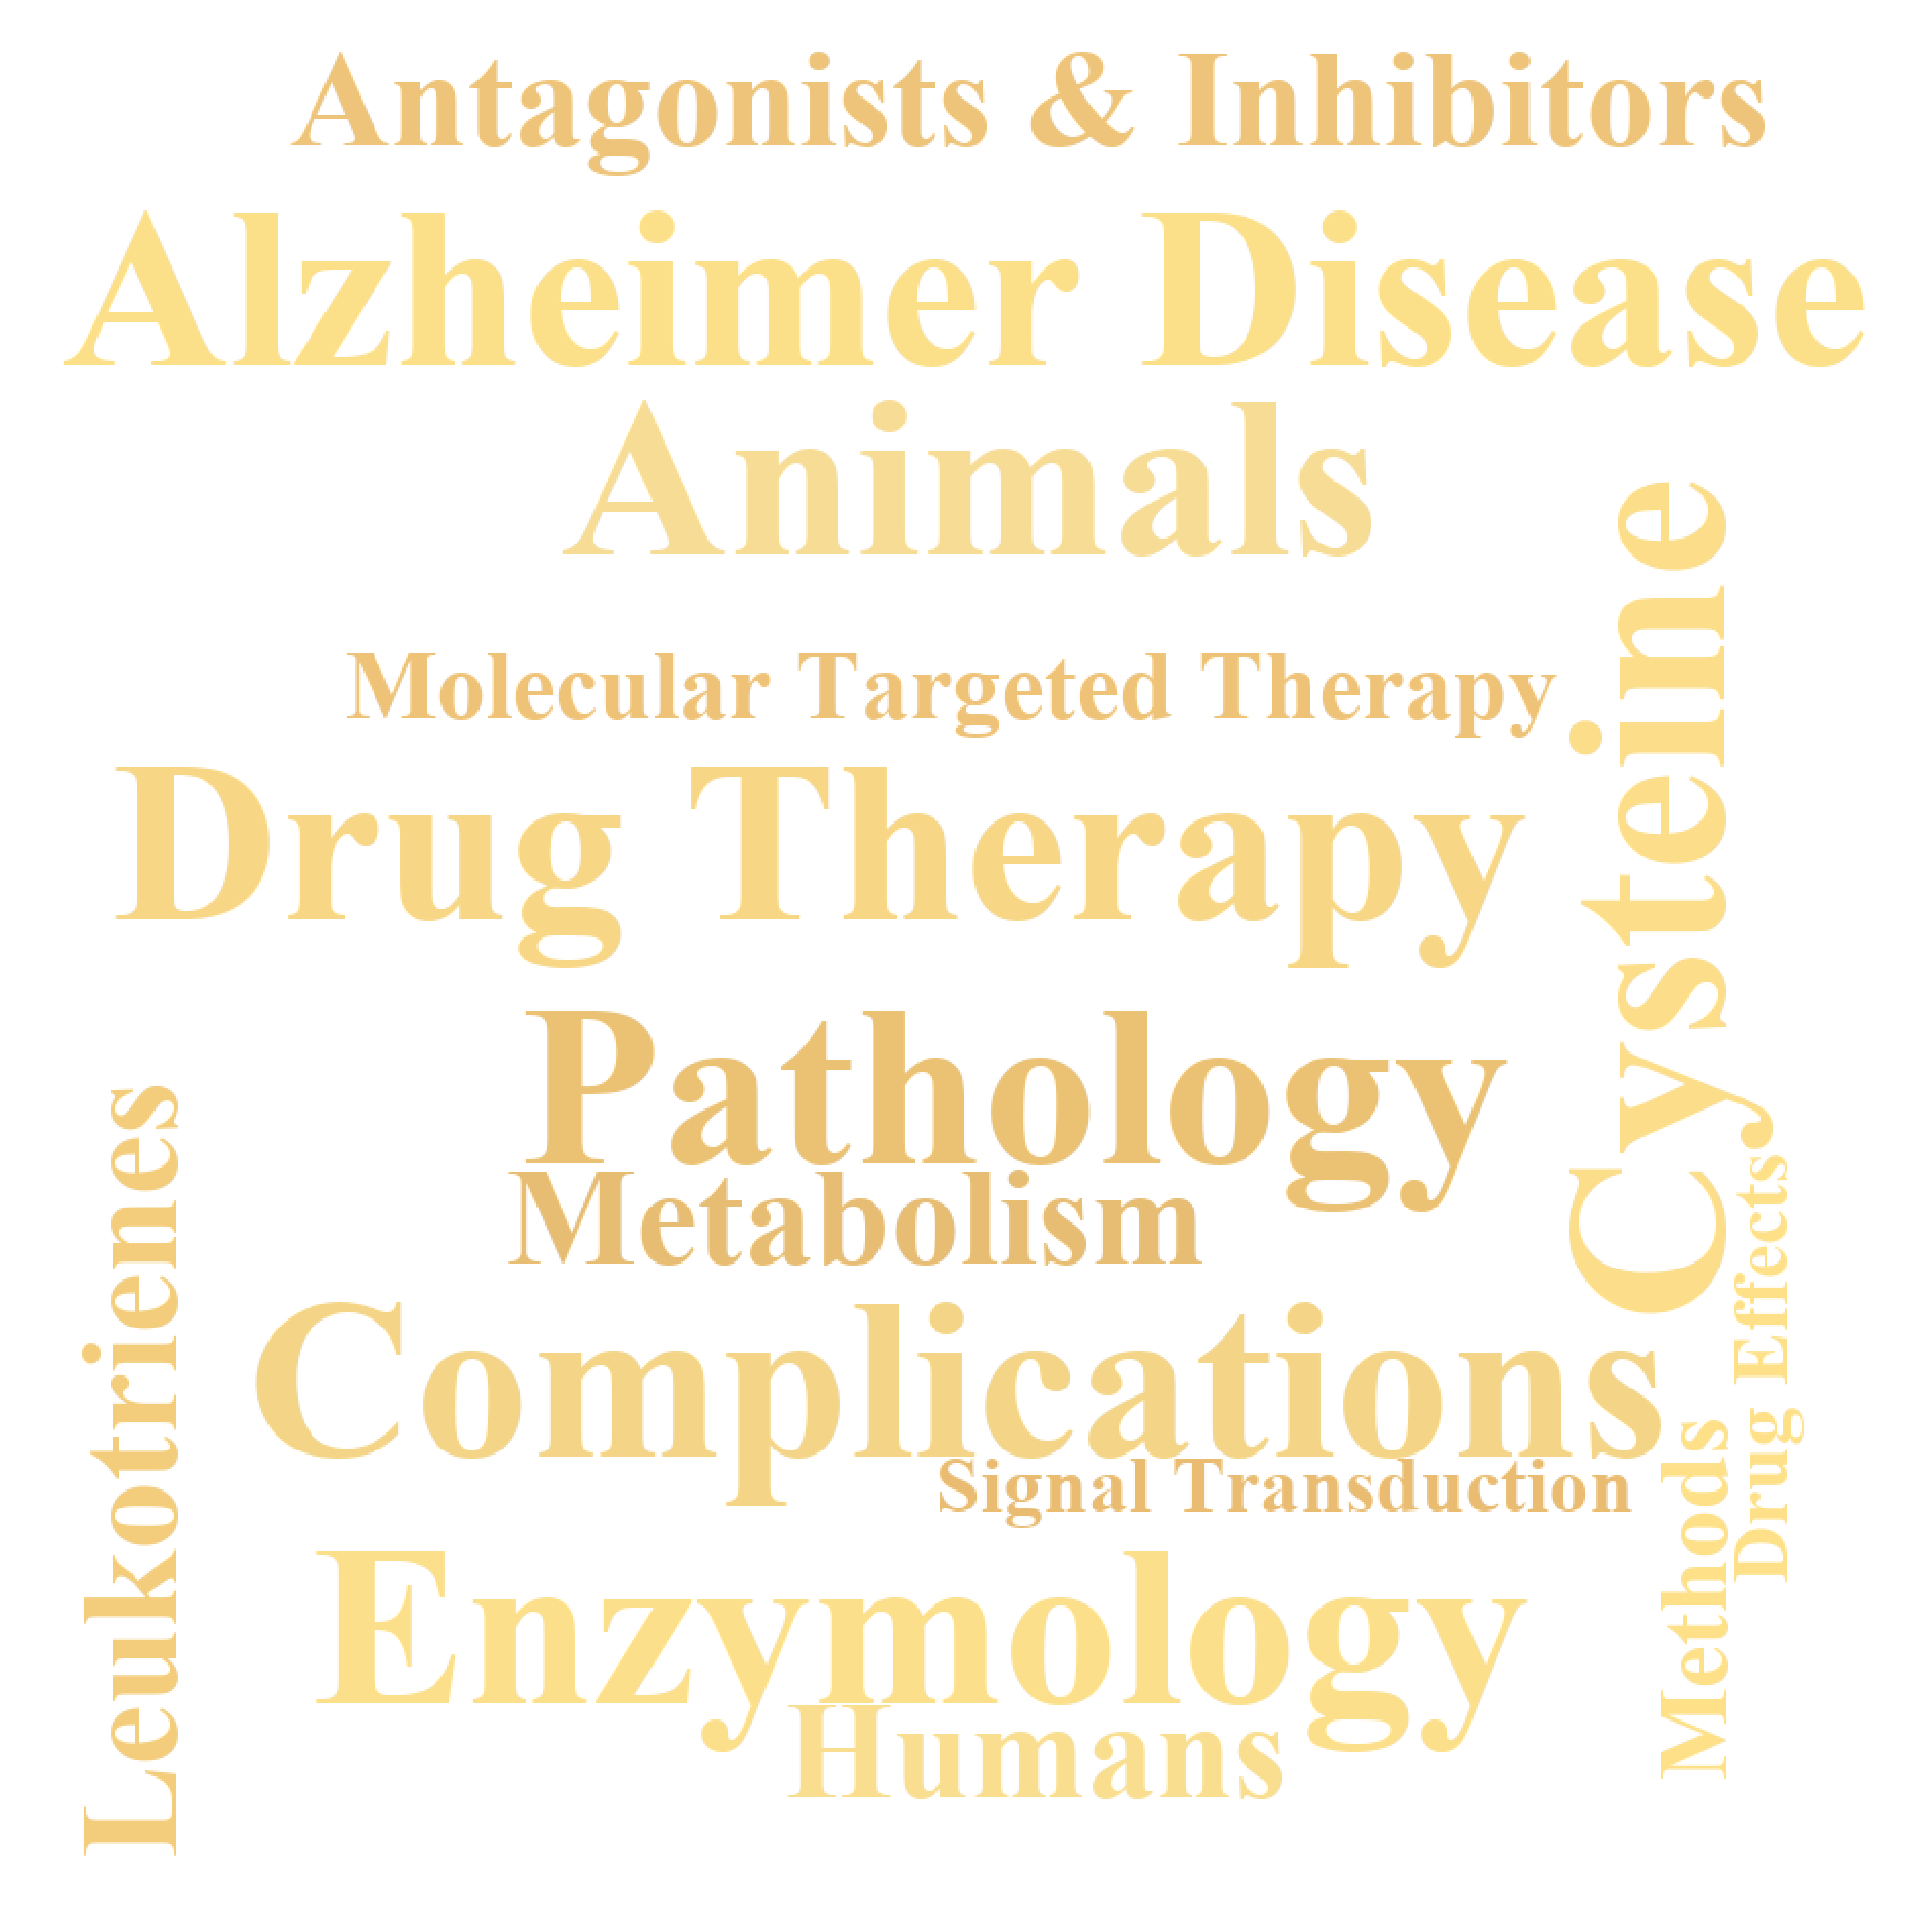 Antagonists & Inhibitors
Alzheimer Disease
Animals
Cysteine
Molecular Targeted Therapy
Drug Therapy
Pathology
Leukotrienes
Metabolism
Drug Effects
Complications
Methods
Signal Transduction
Enzymology
Humans